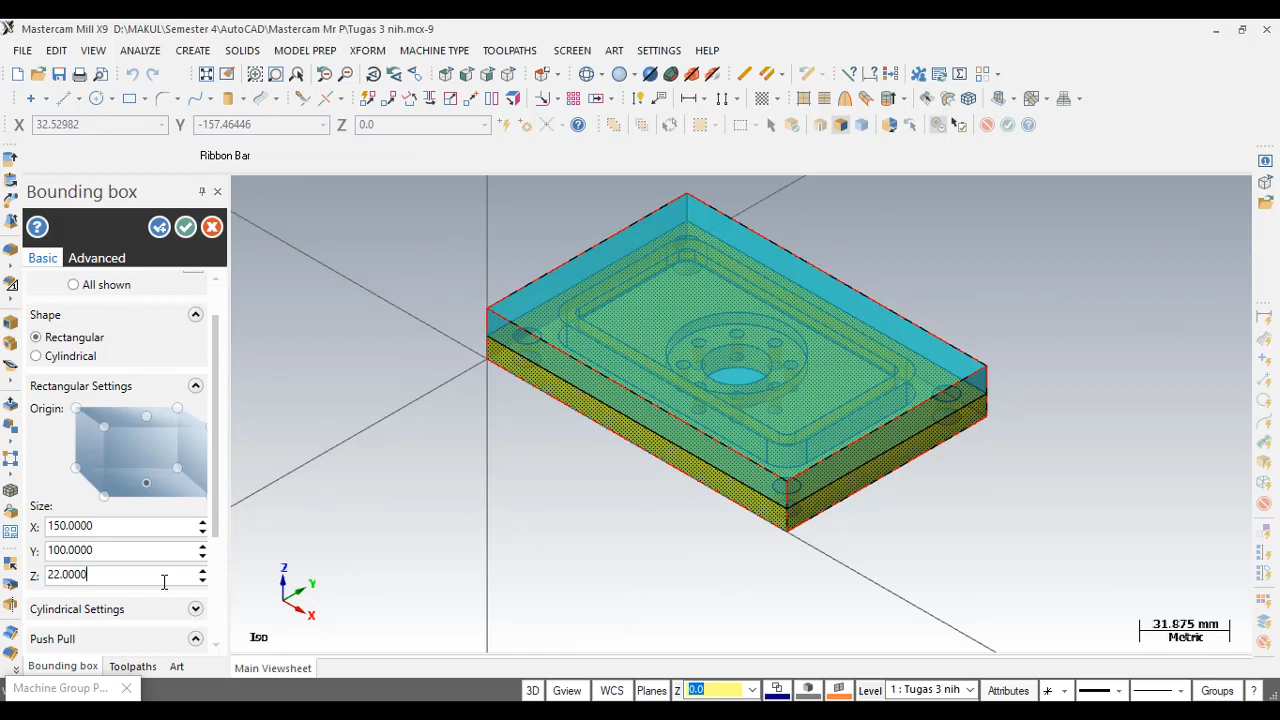 Mastercam Mill X9 D:\MAKUL\Semester 4\AutoCAD\Mastercam Mr P\Tugas 3 nih.mcx-9
FILE EDIT VIEW ANALYZE CREATE SOLIDS MODEL PREP XFORM MACHINE TYPE TOOLPATHS SCREEN ART SETTINGS HELP
X 32.52982 Y -157.46446 Z 0.0
Ribbon Bar
Bounding box
Basic Advanced
All shown
Shape
Rectangular
Cylindrical
Rectangular Settings
Origin:
Size:
X: 150.0000
Y: 100.0000
Z: 22.0000
Cylindrical Settings
Push Pull
Z
Y
X
Iso
31.875 mm
Metric
Bounding box Toolpaths Art
Main Viewsheet
Machine Group P...
3D Gview WCS Planes Z 0.0 Level 1 : Tugas 3 nih Attributes Groups ?